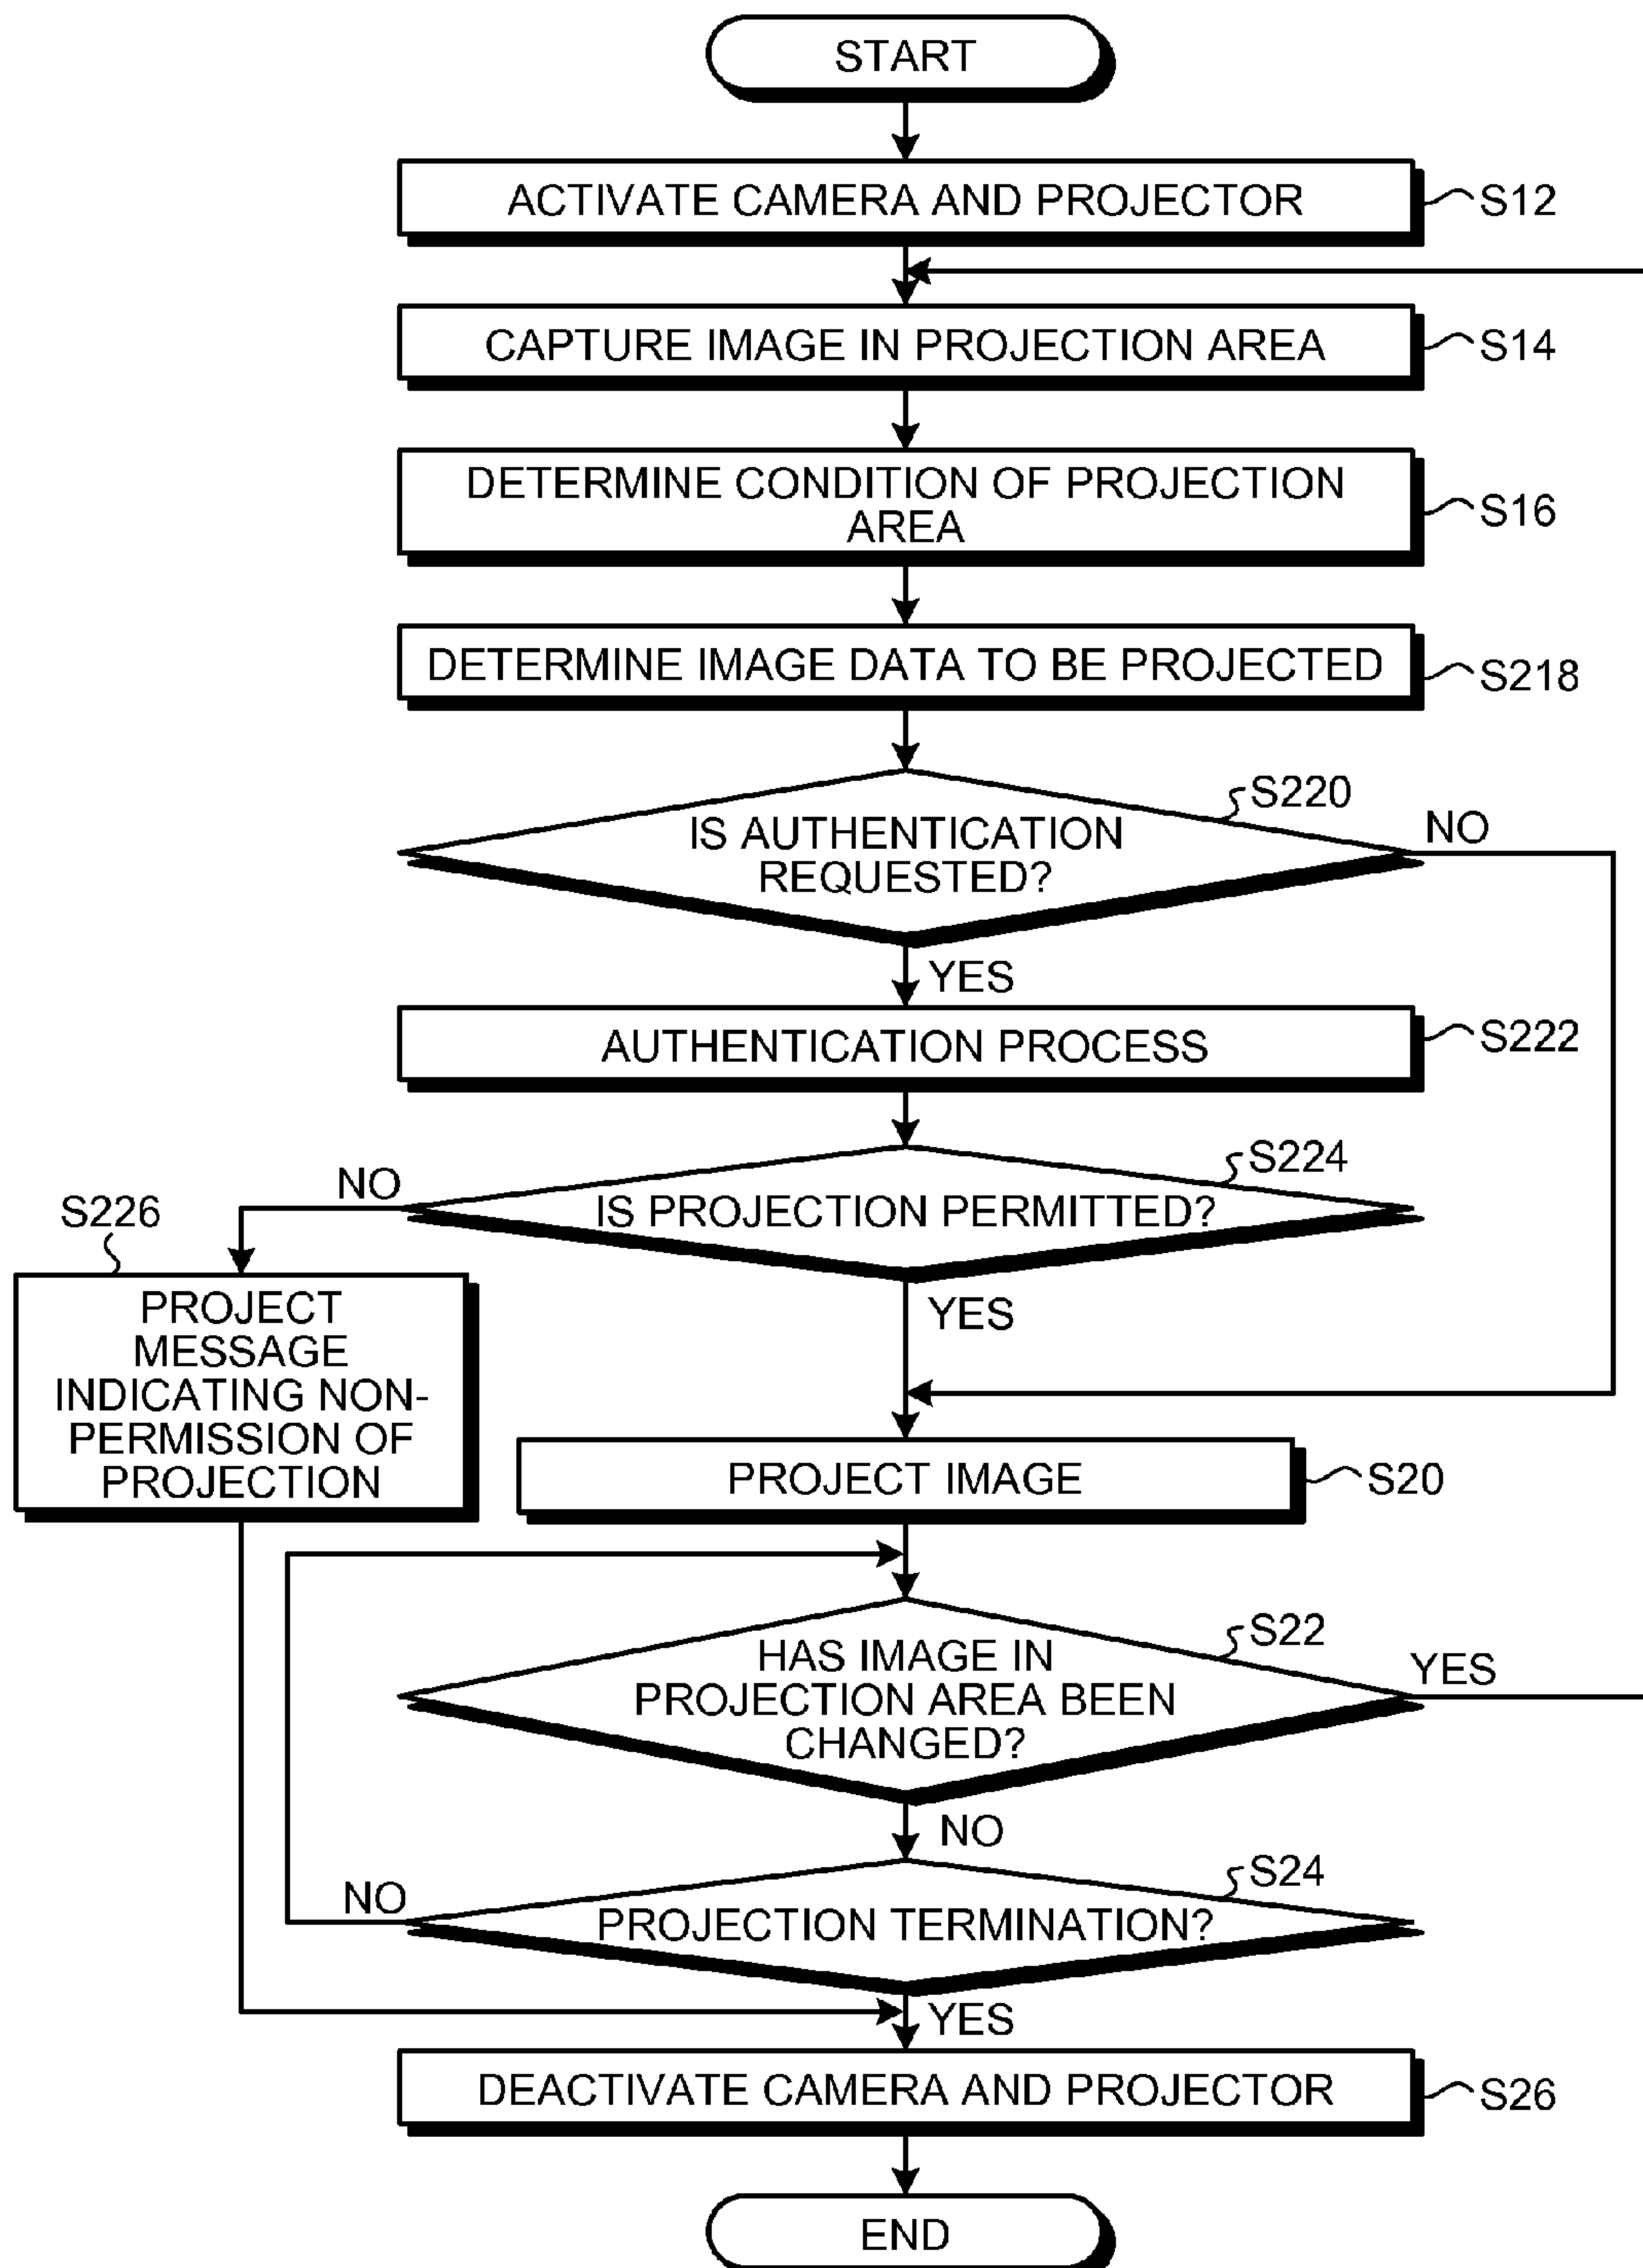 START
ACTIVATE CAMERA AND PROJECTOR
S12
CAPTURE IMAGE IN PROJECTION AREA
S14
DETERMINE CONDITION OF PROJECTION
AREA
S16
DETERMINE IMAGE DATA TO BE PROJECTED
S218
S220
IS AUTHENTICATION
REQUESTED?
NO
YES
AUTHENTICATION PROCESS
S222
S224
IS PROJECTION PERMITTED?
NO
S226
PROJECT
MESSAGE
INDICATING NON-
PERMISSION OF
PROJECTION
YES
PROJECT IMAGE
S20
S22
HAS IMAGE IN
PROJECTION AREA BEEN
CHANGED?
YES
NO
S24
PROJECTION TERMINATION?
NO
YES
DEACTIVATE CAMERA AND PROJECTOR
S26
END